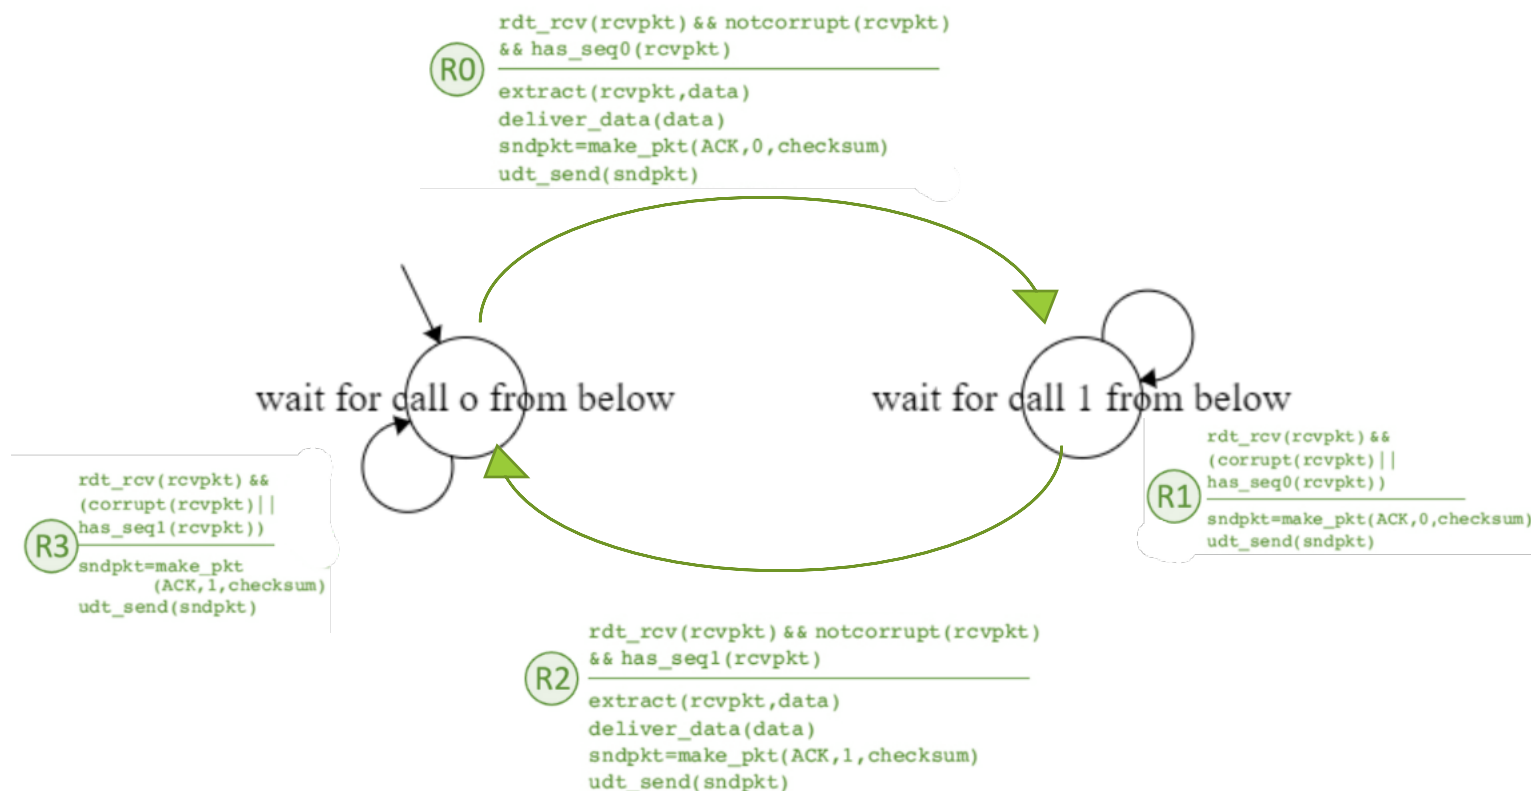 rdt_rcv(rcvpkt) && notcorrupt(rcvpkt)
&& has_seq0(rcvpkt)
R0
extract(rcvpkt,data)
deliver_data(data)
sndpkt=make_pkt(ACK,0,checksum)
udt_send(sndpkt)
wait for call o from below
wait for call 1 from below
rdt_rcv(rcvpkt) &&
(corrupt(rcvpkt)||
has_seq0(rcvpkt))
R1
sndpkt=make_pkt(ACK,0,checksum)
udt_send(sndpkt)
rdt_rcv(rcvpkt) &&
(corrupt(rcvpkt)||
has_seq1(rcvpkt))
R3
sndpkt=make_pkt
(ACK,1,checksum)
udt_send(sndpkt)
rdt_rcv(rcvpkt) && notcorrupt(rcvpkt)
&& has_seq1(rcvpkt)
R2
extract(rcvpkt,data)
deliver_data(data)
sndpkt=make_pkt(ACK,1,checksum)
udt_send(sndpkt)